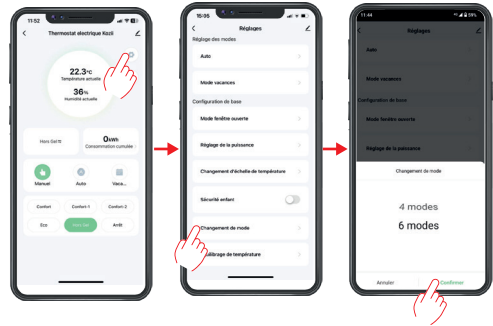 11:52
Thermostat electrique Kozii
22.3°C
Température actuelle
36%
Humidité actuelle
Hors Gel
0kWh
Consommation cumulée
Manuel
Auto
Vaca...
Confort
Confort-1
Confort-2
Eco
Hors Gel
Arrêt
15:05
Réglages
Réglage des modes
Auto
Mode vacances
Configuration de base
Mode fenêtre ouverte
Réglage de la puissance
Changement d'échelle de température
Sécurité enfant
Changement de mode
librage de température
11:44
59%
Réglages
Auto
Mode vacances
Configuration de base
Mode fenêtre ouverte
Réglage de la puissance
Changement de mode
4 modes
6 modes
Annuler
Confirmer